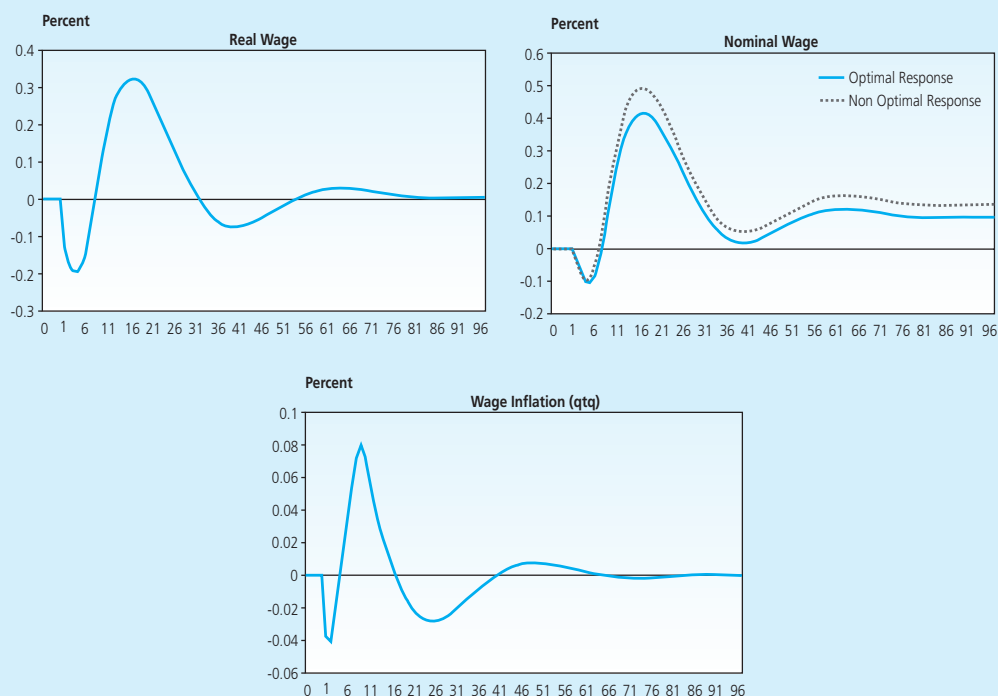 Percent
Real Wage
0.4
0.3
0.2
0.1
0
-0.1
-0.2
-0.3
0 1 6 11 16 21 26 31 36 41 46 51 56 61 66 71 76 81 86 91 96
Percent
Nominal Wage
0.6
0.5
0.4
0.3
0.2
0.1
0
-0.1
-0.2
Optimal Response
Non Optimal Response
0 1 6 11 16 21 26 31 36 41 46 51 56 61 66 71 76 81 86 91 96
Percent
Wage Inflation (qtq)
0.1
0.08
0.06
0.04
0.02
0
-0.02
-0.04
-0.06
0 1 6 11 16 21 26 31 36 41 46 51 56 61 66 71 76 81 86 91 96